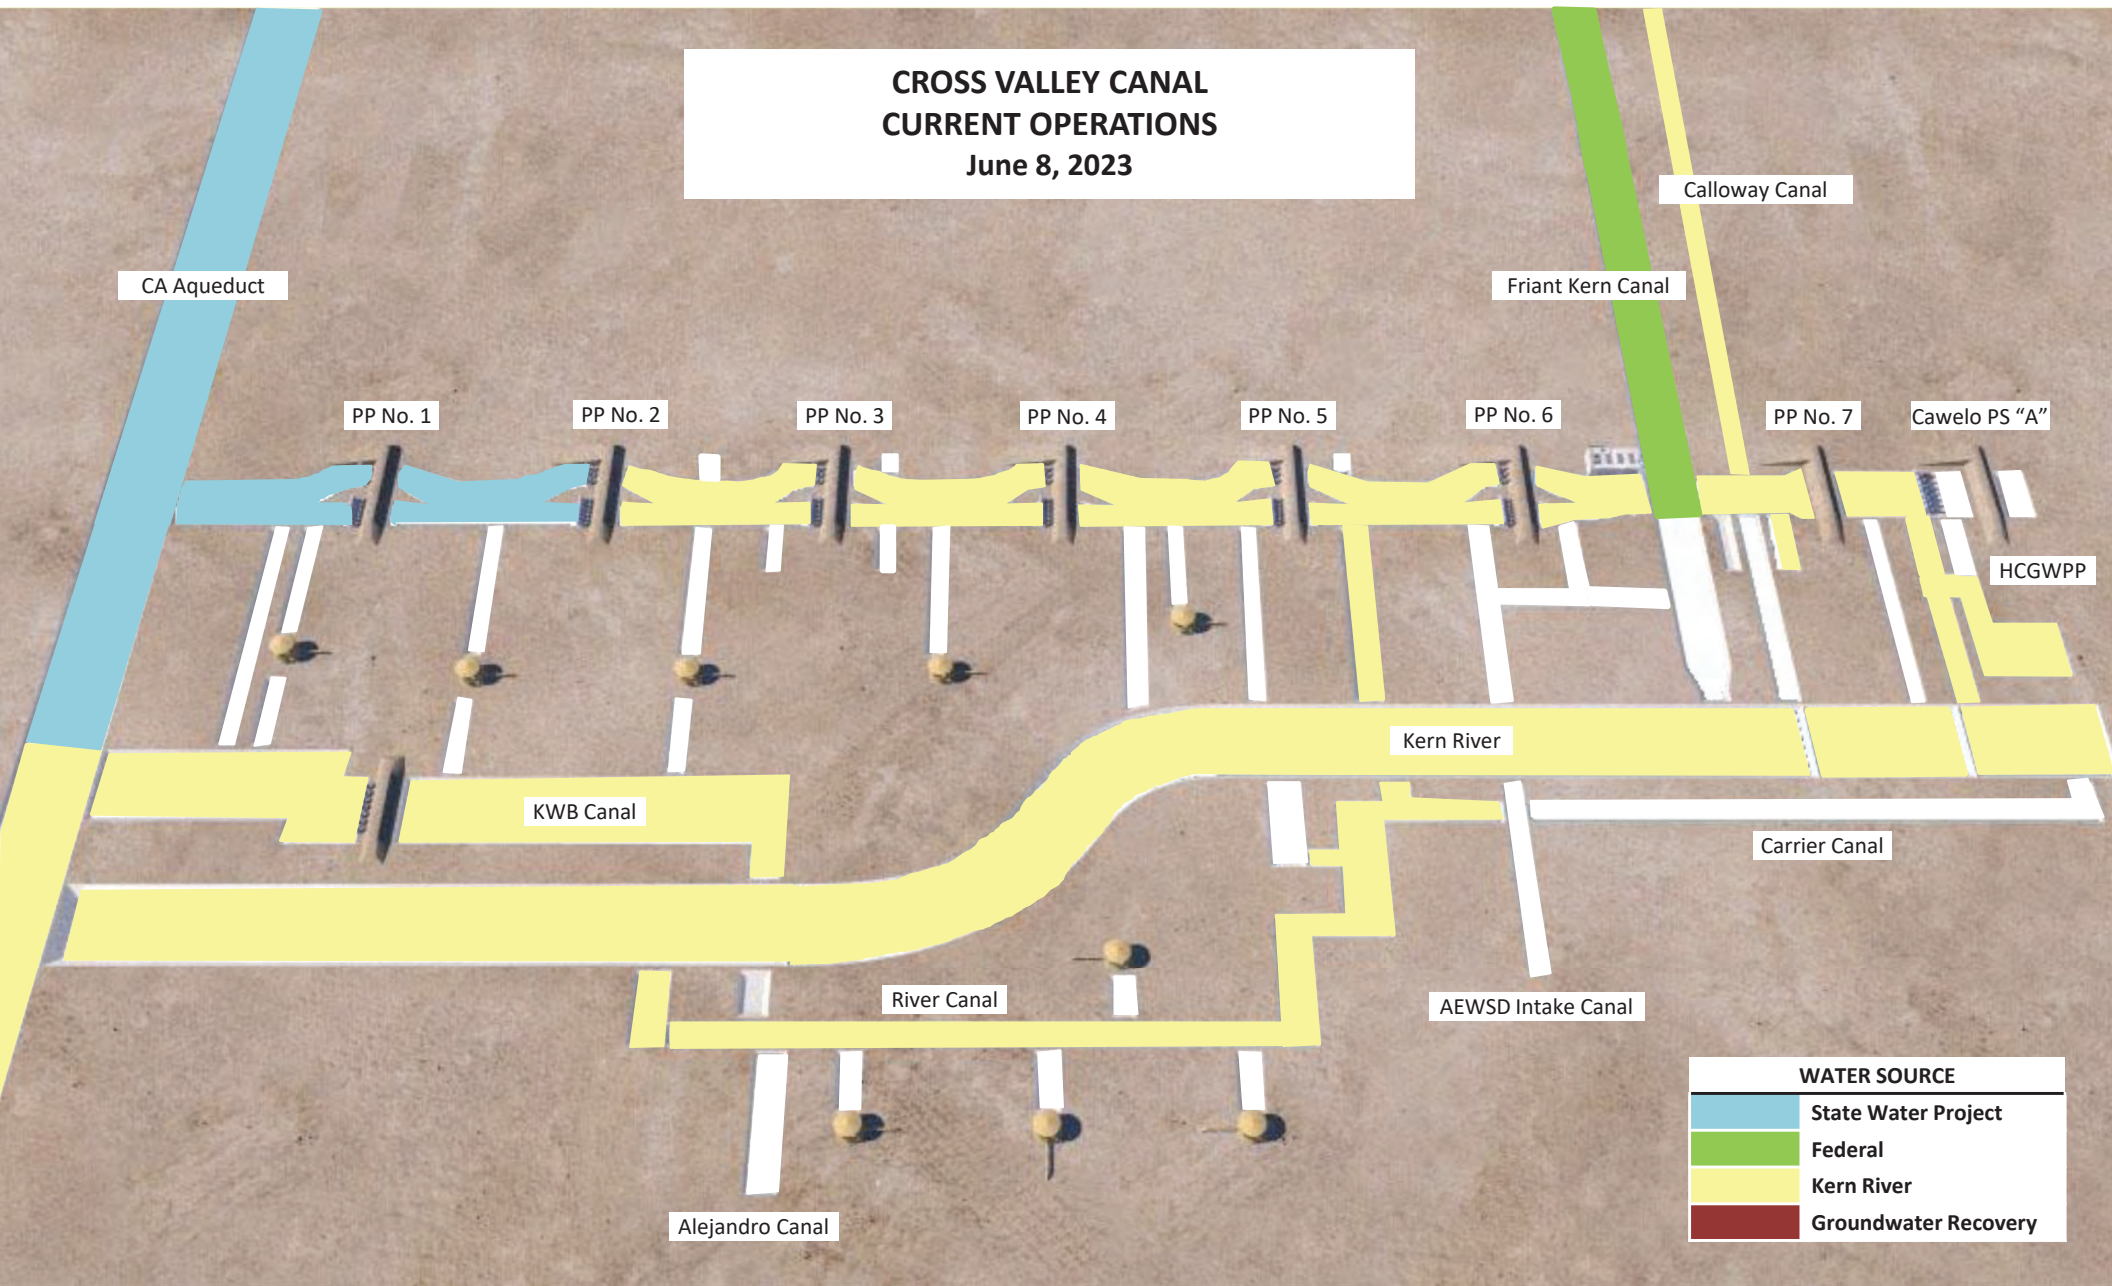 CROSS VALLEY CANAL
CURRENT OPERATIONS
June 8, 2023
Calloway Canal
CA Aqueduct
Friant Kern Canal
PP No. 1
PP No. 2
PP No. 3
PP No. 4
PP No. 5
PP No. 6
PP No. 7
Cawelo PS “A”
HCGWPP
Kern River
KWB Canal
Carrier Canal
River Canal
AEWSD Intake Canal
Alejandro Canal
WATER SOURCE
State Water Project
Federal
Kern River
Groundwater Recovery